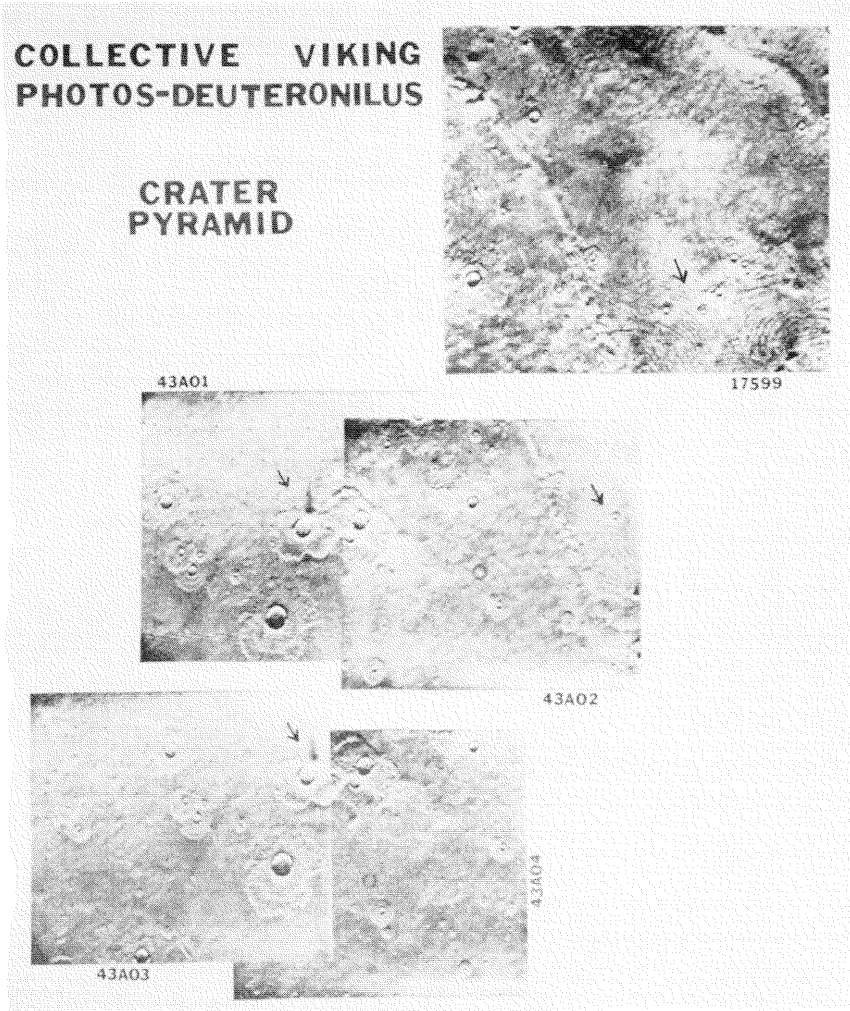 COLLECTIVE VIKING
PHOTOS-DEUTERONILUS
CRATER
PYRAMID
17599
43A01
43A02
43A04
43A03